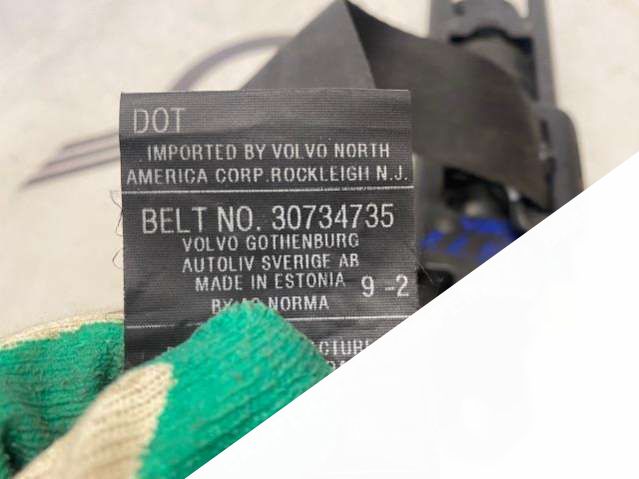 DOT
IMPORTED BY VOLVO NORTH
AMERICA CORP. ROCKLEIGH N.J.
BELT NO. 30734735
VOLVO GOTHENBURG
AUTOLIV SVERIGE AB
MADE IN ESTONIA 9-2
NORMA